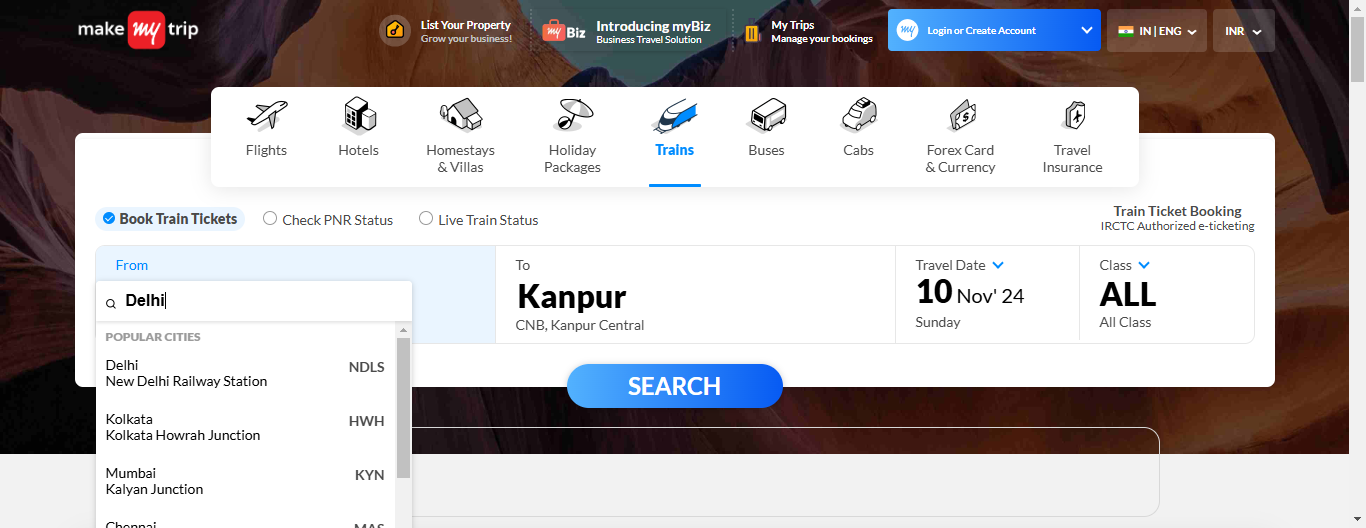 make my trip
List Your Property
Grow your business!
my Biz
Introducing myBiz
Business Travel Solution
My Trips
Manage your bookings
my
Login or Create Account
IN | ENG
INR
Flights
Hotels
Homestays
& Villas
Holiday
Packages
Trains
Buses
Cabs
Forex Card
& Currency
Travel
Insurance
Book Train Tickets
Check PNR Status
Live Train Status
Train Ticket Booking
IRCTC Authorized e-ticketing
From
Delhi
To
Kanpur
CNB, Kanpur Central
Travel Date
10 Nov' 24
Sunday
Class
ALL
All Class
POPULAR CITIES
Delhi
New Delhi Railway Station
NDLS
Kolkata
Kolkata Howrah Junction
HWH
Mumbai
Kalyan Junction
KYN
Chennai
MAS
SEARCH